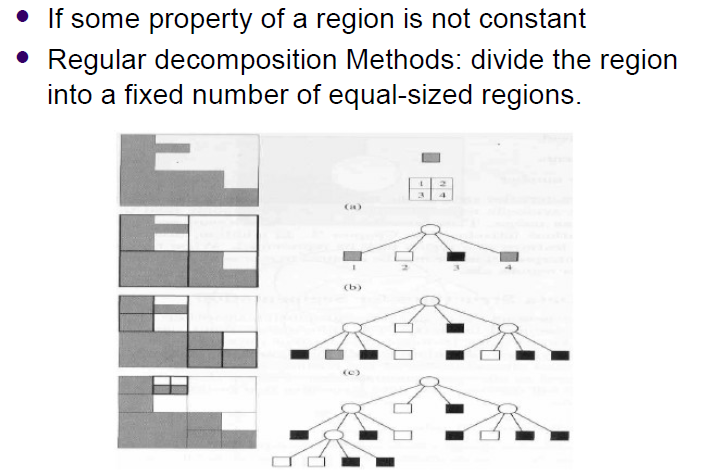 If some property of a region is not constant
Regular decomposition Methods: divide the region
into a fixed number of equal-sized regions.
1 2
3 4
(a)
1 2 3 4
(b)
(c)